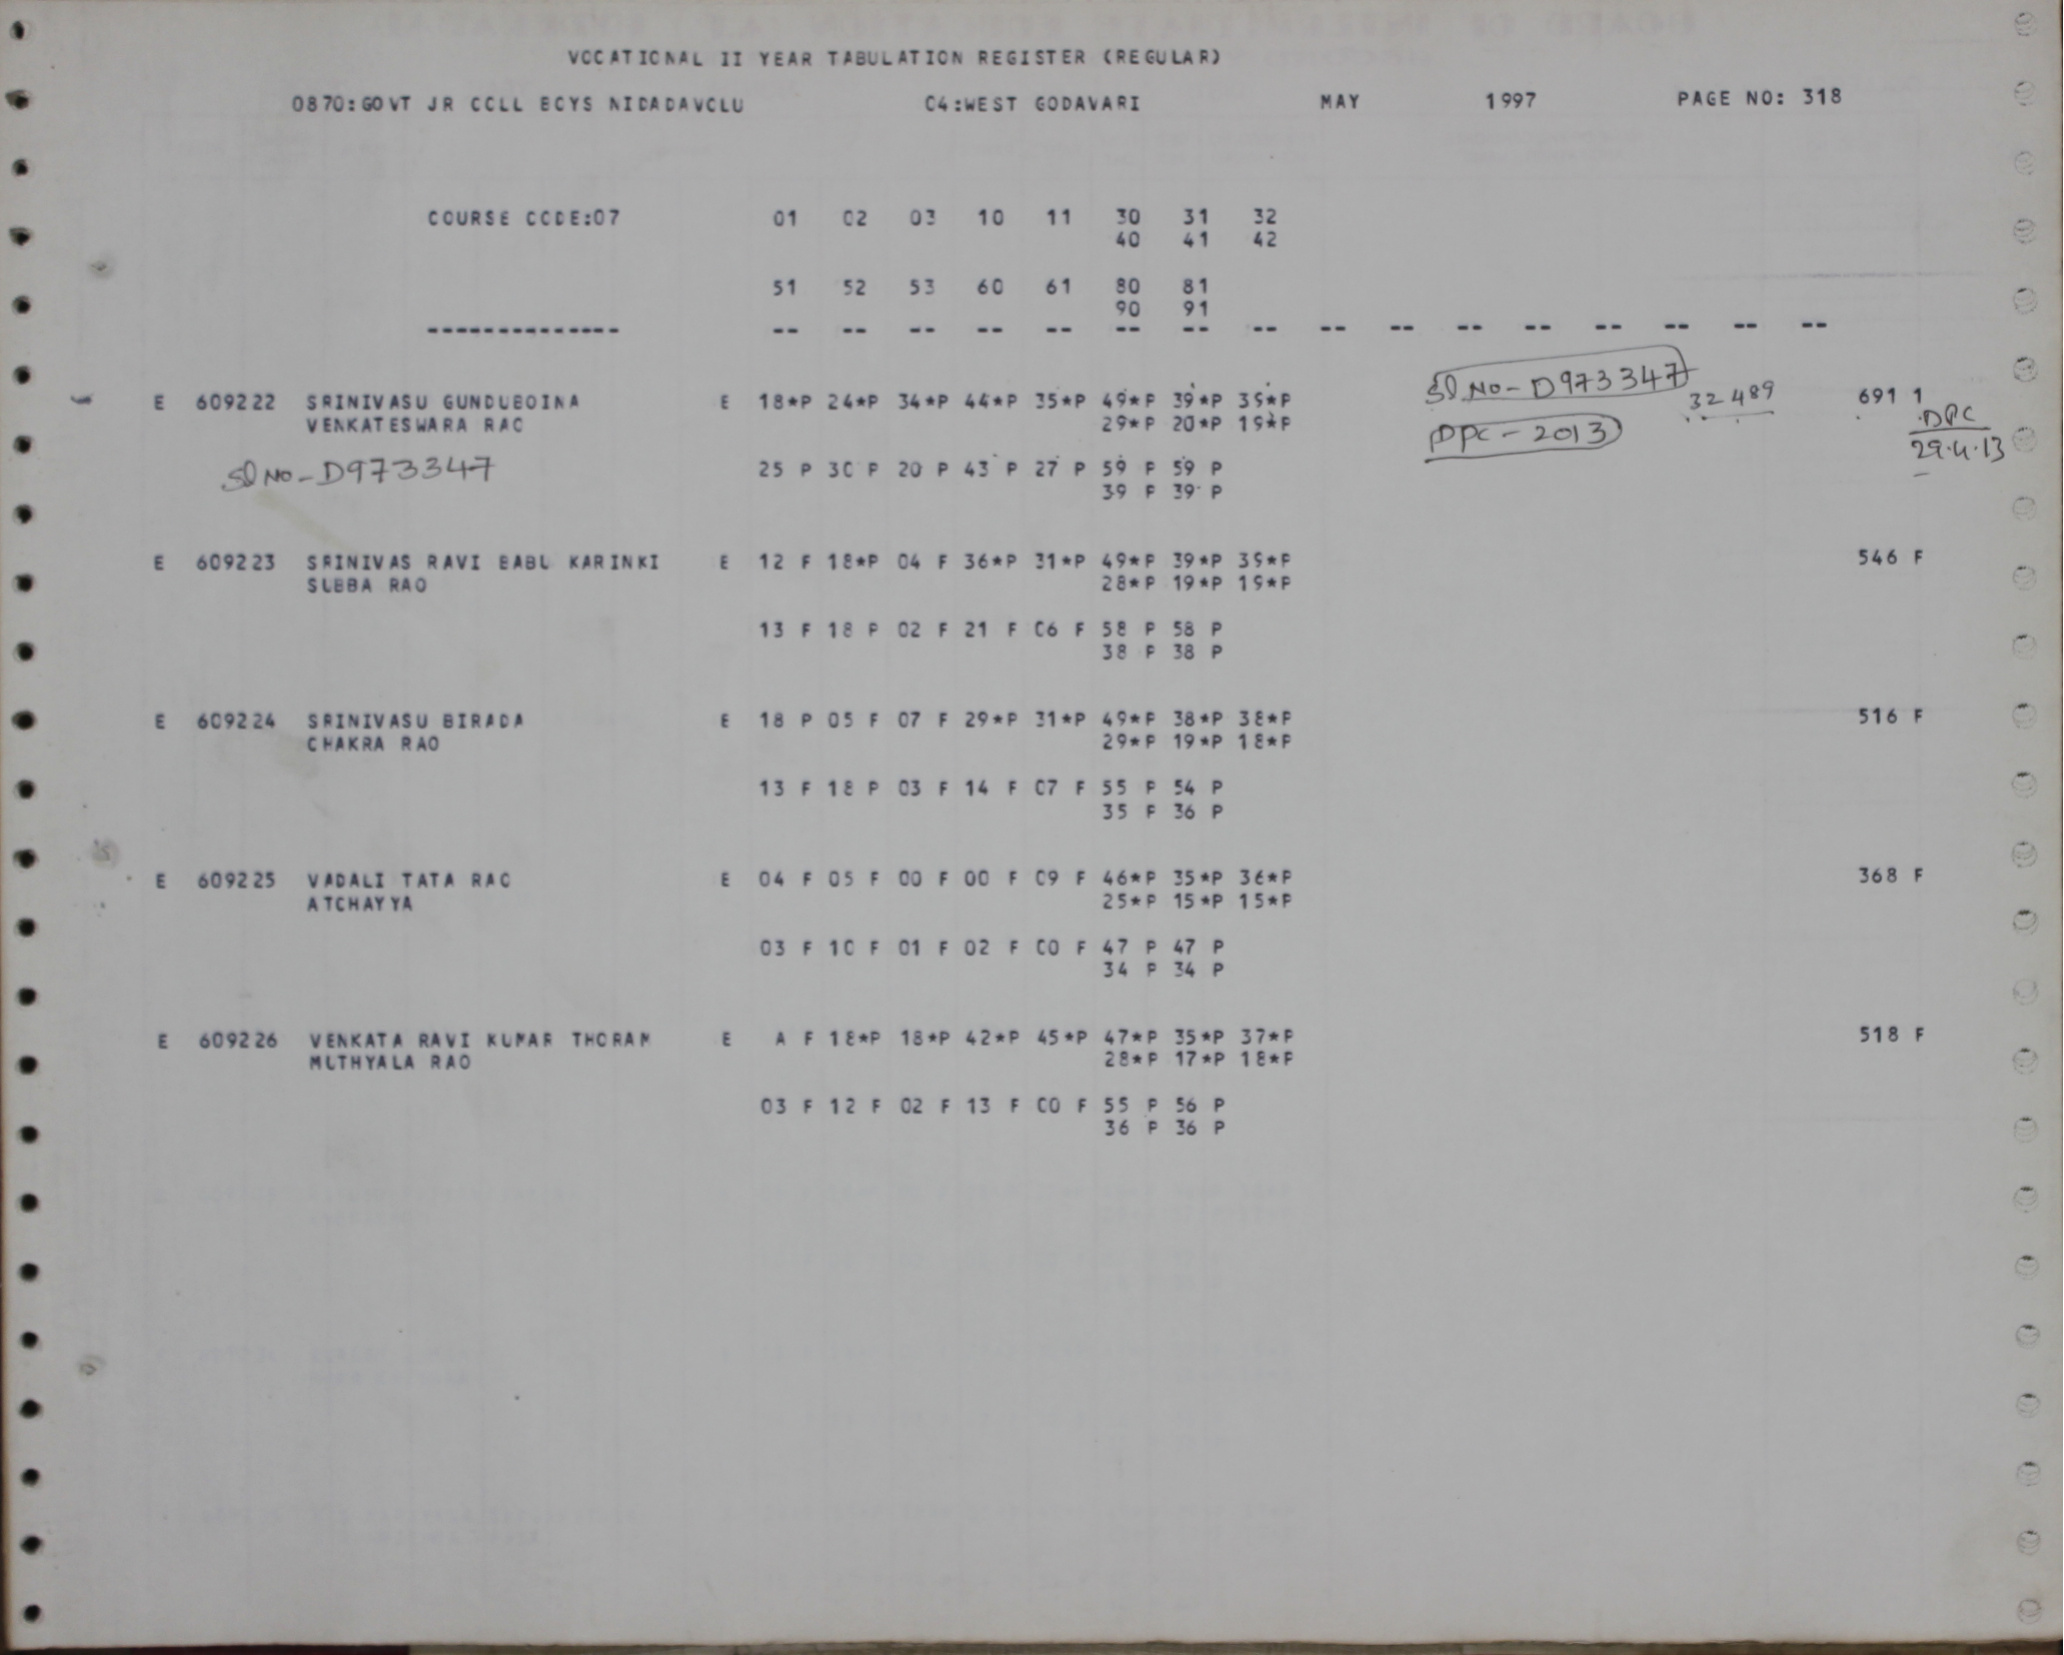 VOCATIONAL II YEAR TABULATION REGISTER (REGULAR)
0870:GOVT JR COLL BOYS NIDADAVOLU 04:WEST GODAVARI MAY 1997 PAGE NO: 318
COURSE CODE:07 01 02 03 10 11 30 31 32
40 41 42
51 52 53 60 61 80 81
90 91
-------------- -- -- -- -- -- -- -- -- -- -- -- -- -- -- -- --
E 609222 SRINIVASU GUNDUBOINA E 18*P 24*P 34*P 44*P 35*P 49*P 39*P 39*P Sl No - D973347 32 489 691 1
VENKATESWARA RAO 29*P 20*P 19*P DPC - 2013 DPC
29.4.13
Sl No - D973347 25 P 30 P 20 P 43 P 27 P 59 P 59 P
39 P 39 P
E 609223 SRINIVAS RAVI BABU KARINKI E 12 F 18*P 04 F 36*P 31*P 49*P 39*P 39*P 546 F
SUBBA RAO 28*P 19*P 19*P
13 F 18 P 02 F 21 F 06 F 58 P 58 P
38 P 38 P
E 609224 SRINIVASU BIRADA E 18 P 05 F 07 F 29*P 31*P 49*P 38*P 38*P 516 F
CHAKRA RAO 29*P 19*P 18*P
13 F 18 P 03 F 14 F 07 F 55 P 54 P
35 P 36 P
E 609225 VADALI TATA RAO E 04 F 05 F 00 F 00 F 09 F 46*P 35*P 36*P 368 F
ATCHAYYA 25*P 15*P 15*P
03 F 10 F 01 F 02 F 00 F 47 P 47 P
34 P 34 P
E 609226 VENKATA RAVI KUMAR THORAM E A F 18*P 18*P 42*P 45*P 47*P 35*P 37*P 518 F
MUTHYALA RAO 28*P 17*P 18*P
03 F 12 F 02 F 13 F 00 F 55 P 56 P
36 P 36 P